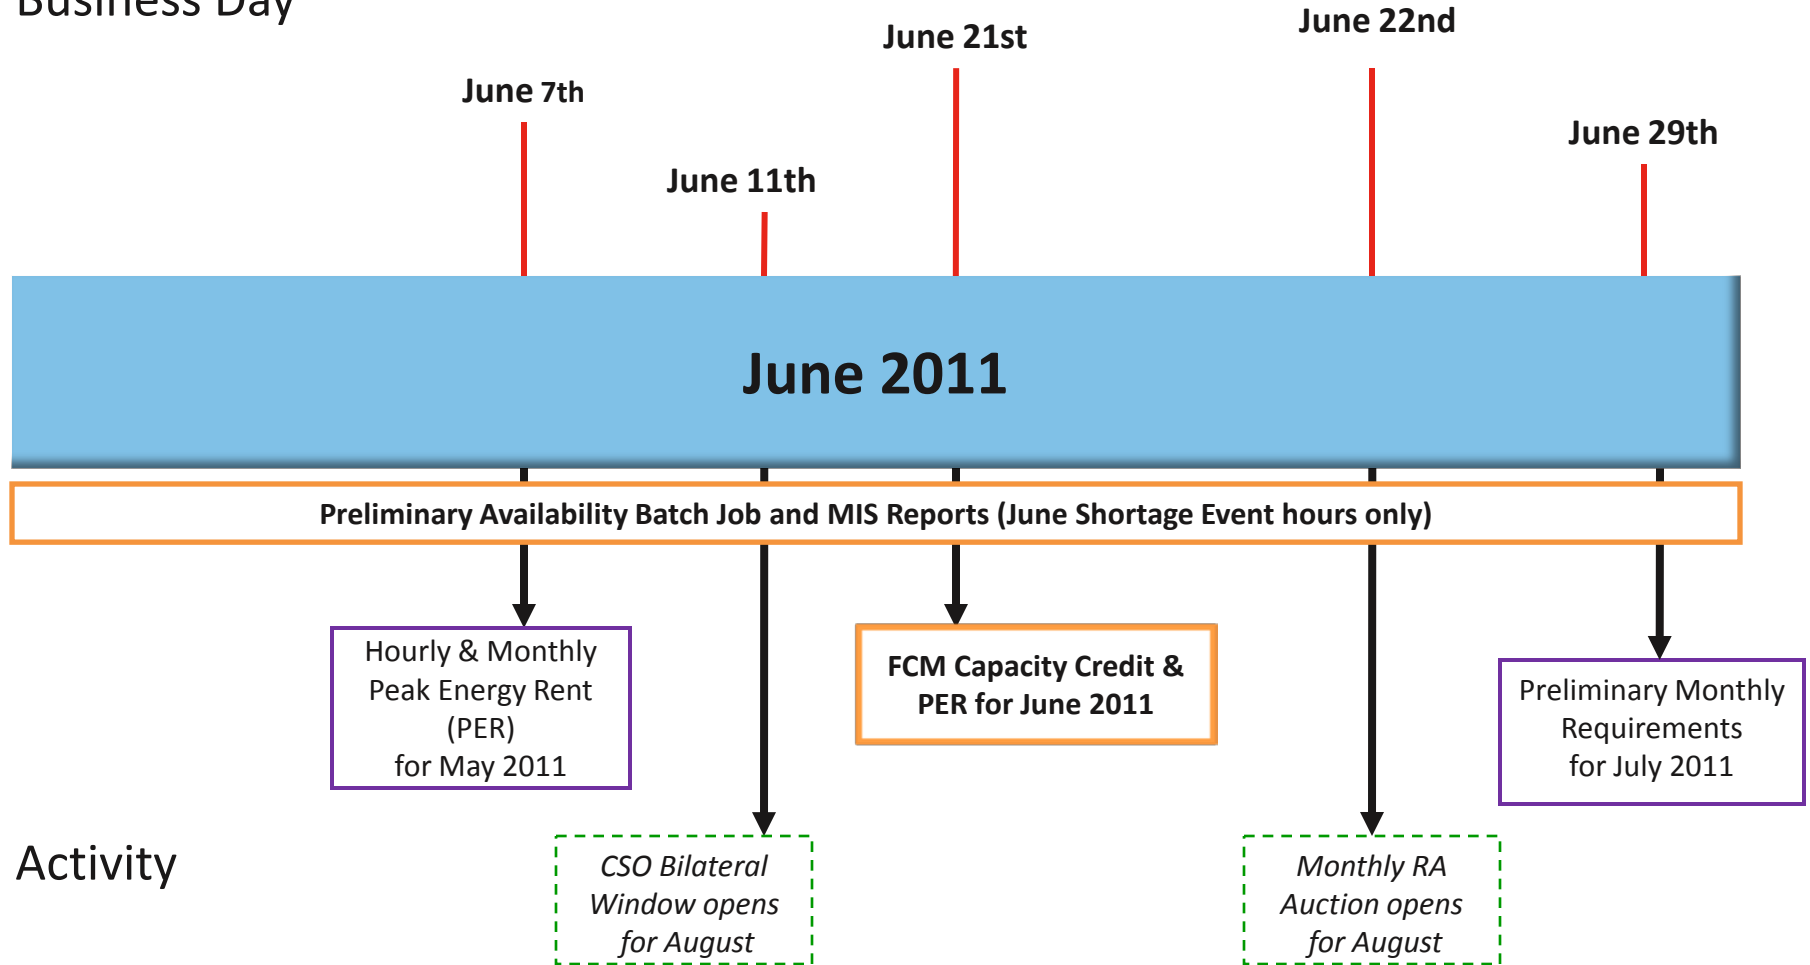 Business Day
June 7th
June 11th
June 21st
June 22nd
June 29th
June 2011
Preliminary Availability Batch Job and MIS Reports (June Shortage Event hours only)
Hourly & Monthly
Peak Energy Rent
(PER)
for May 2011
FCM Capacity Credit &
PER for June 2011
Preliminary Monthly
Requirements
for July 2011
Activity
CSO Bilateral
Window opens
for August
Monthly RA
Auction opens
for August